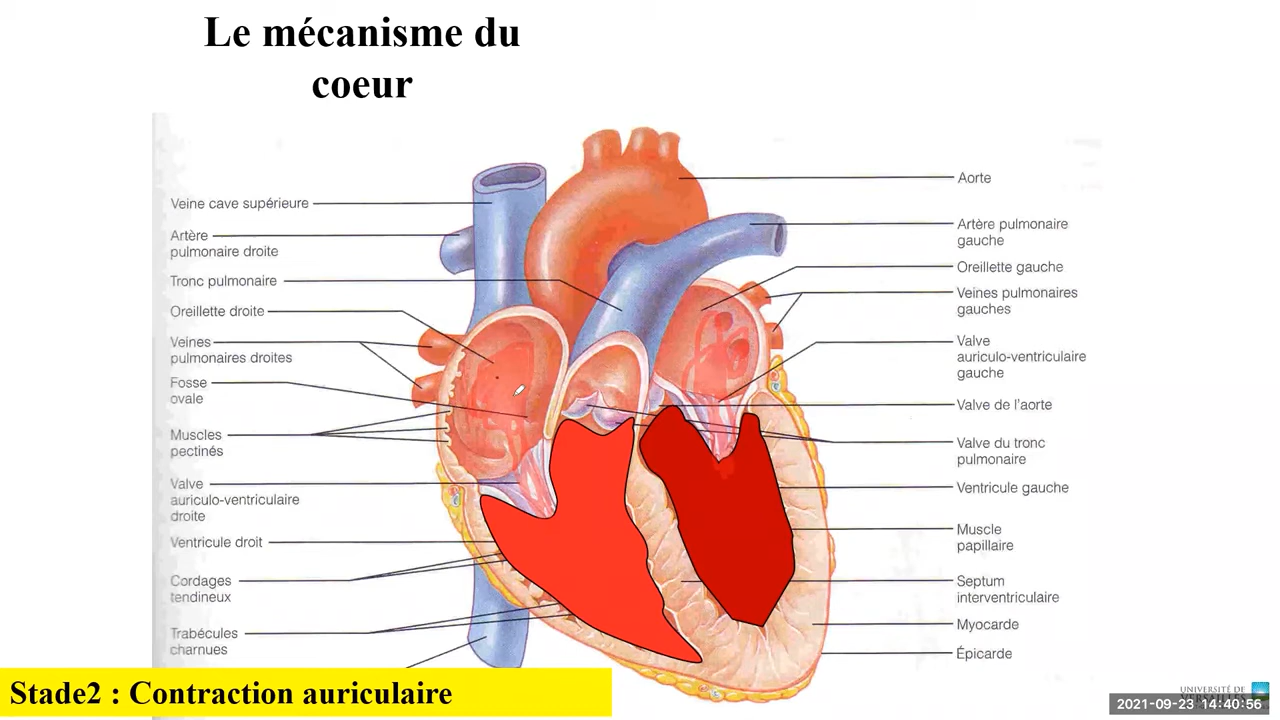 Le mécanisme du
coeur
Veine cave supérieure
Artère
pulmonaire droite
Tronc pulmonaire
Oreillette droite
Veines
pulmonaires droites
Fosse
ovale
Muscles
pectinés
Valve
auriculo-ventriculaire
droite
Ventricule droit
Cordages
tendineux
Trabécules
charnues
Aorte
Artère pulmonaire
gauche
Oreillette gauche
Veines pulmonaires
gauches
Valve
auriculo-ventriculaire
gauche
Valve de l'aorte
Valve du tronc
pulmonaire
Ventricule gauche
Muscle
papillaire
Septum
interventriculaire
Myocarde
Épicarde
Stade2 : Contraction auriculaire
UNIVERSITÉ DE
VERSAILLES
2021-09-23 14:40:56